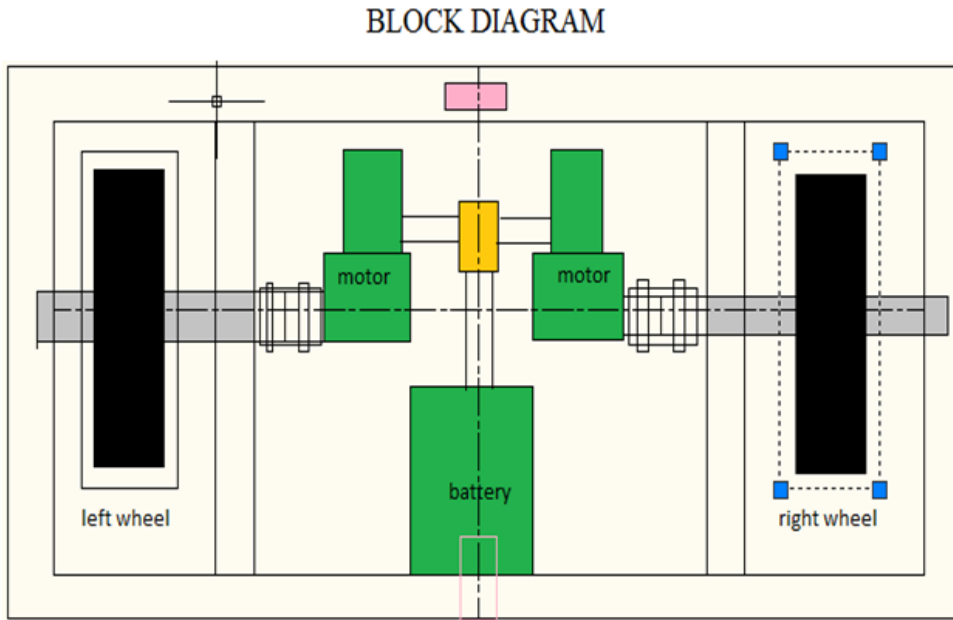 BLOCK DIAGRAM
motor
motor
battery
left wheel
right wheel